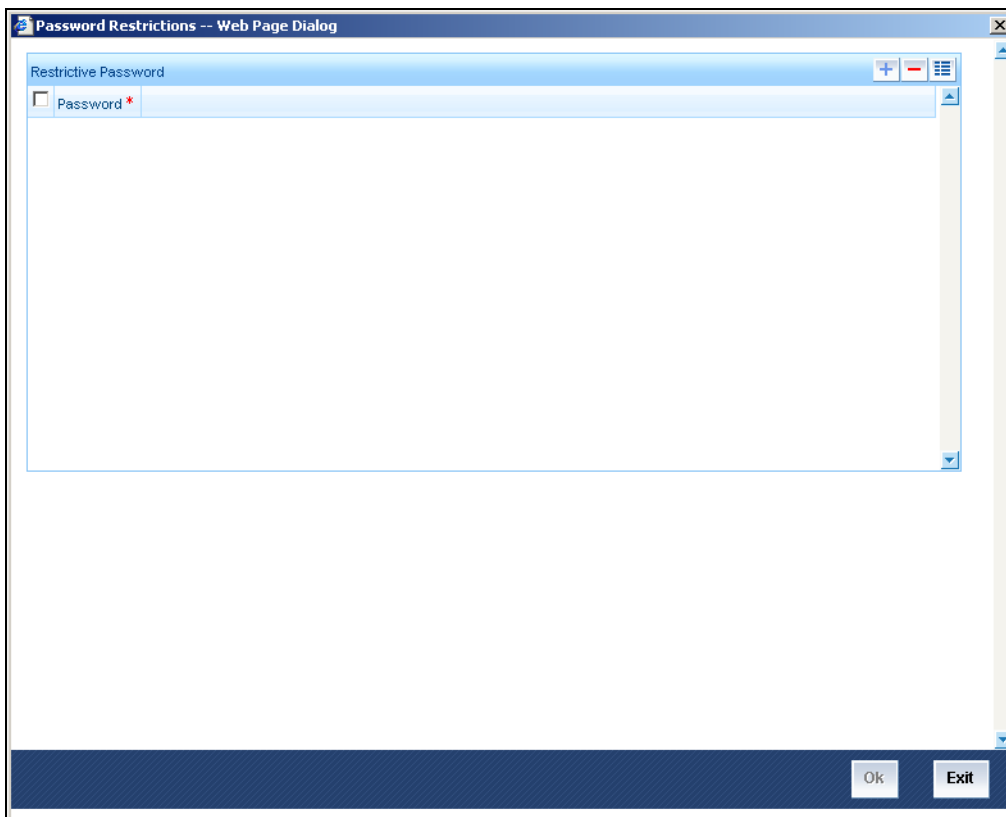 Password Restrictions -- Web Page Dialog
Restrictive Password
Password *
Ok
Exit